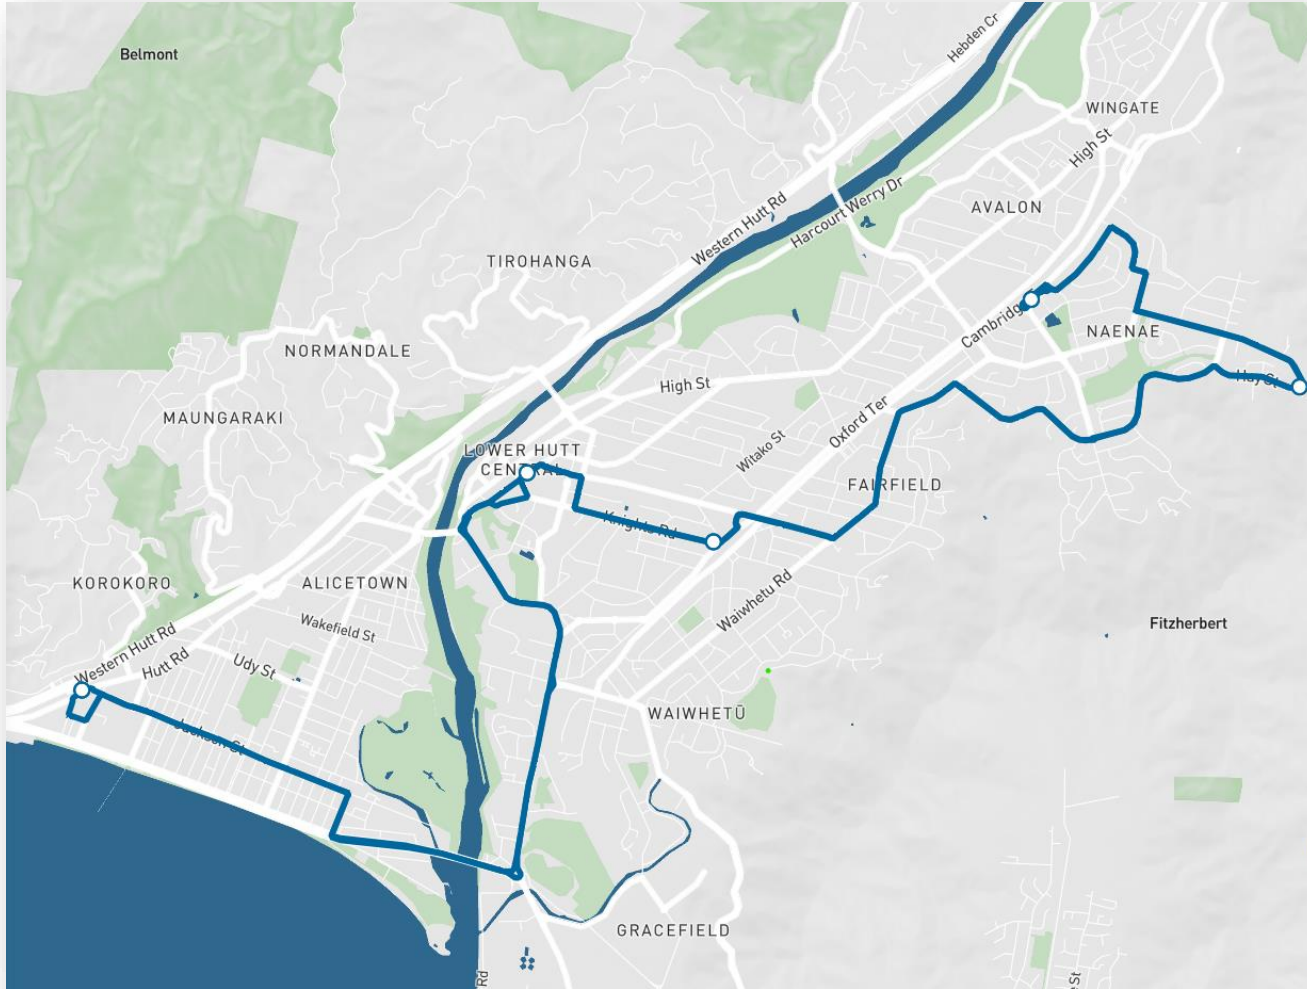 Hebden Cr
Belmont
WINGATE
High St
Western Hutt Rd
Harcourt Werry Dr
AVALON
TIROHANGA
Cambridge
NAENAE
NORMANDALE
Hay St
High St
MAUNGARAKI
Oxford Ter
Witako St
LOWER HUTT
CENTRAL
FAIRFIELD
Knights Rd
KOROKORO
ALICETOWN
Waiwhetu Rd
Wakefield St
Fitzherbert
Western Hutt Rd
Hutt Rd
Udy St
WAIWHETŪ
Jackson St
GRACEFIELD
Rd
St